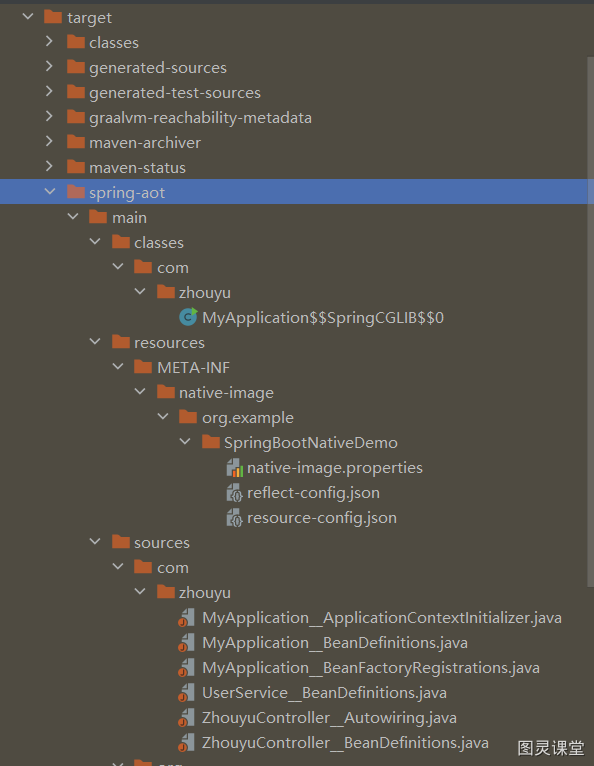 target
classes
generated-sources
generated-test-sources
graalvm-reachability-metadata
maven-archiver
maven-status
spring-aot
main
classes
com
zhouyu
MyApplication$$SpringCGLIB$$0
resources
META-INF
native-image
org.example
SpringBootNativeDemo
native-image.properties
reflect-config.json
resource-config.json
sources
com
zhouyu
MyApplication__ApplicationContextInitializer.java
MyApplication__BeanDefinitions.java
MyApplication__BeanFactoryRegistrations.java
UserService__BeanDefinitions.java
ZhouyuController__Autowiring.java
ZhouyuController__BeanDefinitions.java
图灵课堂